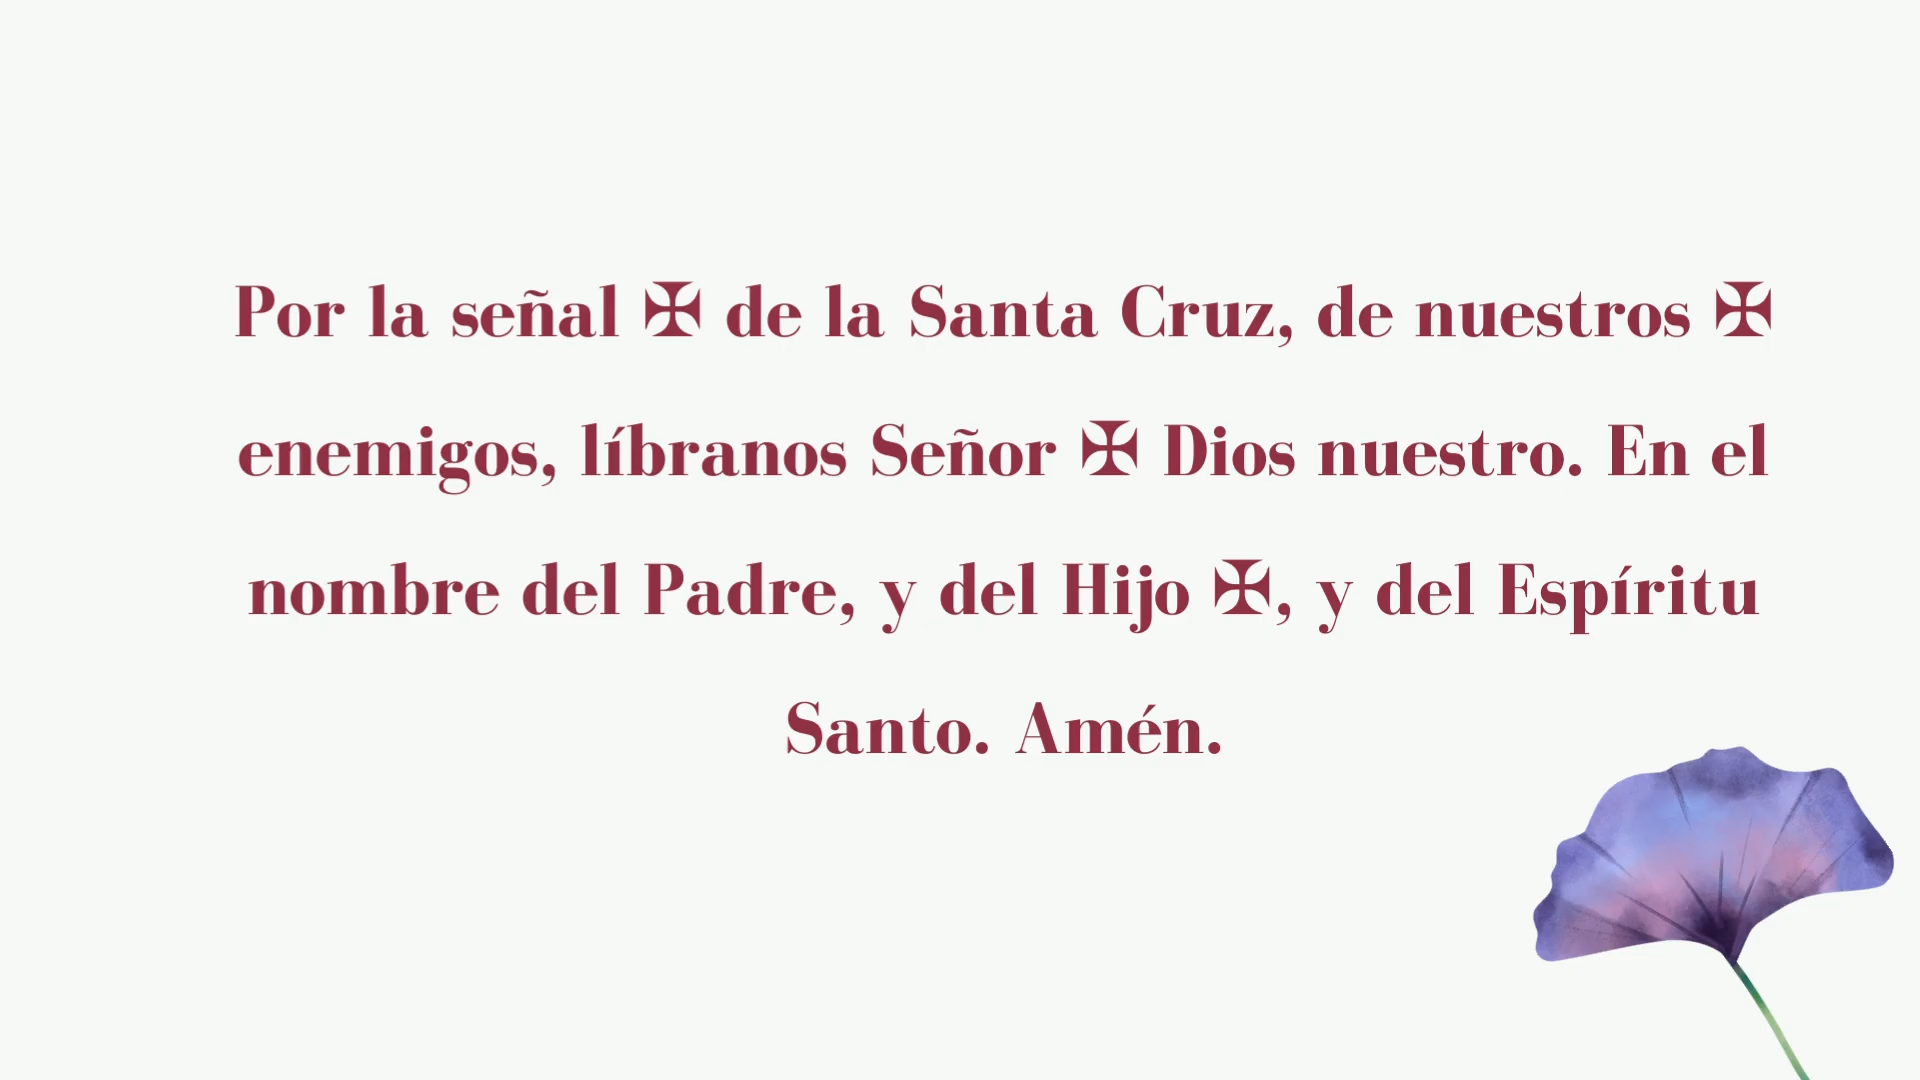 Por la señal ✠ de la Santa Cruz, de nuestros ✠
enemigos, líbranos Señor ✠ Dios nuestro. En el
nombre del Padre, y del Hijo ✠, y del Espíritu
Santo. Amén.